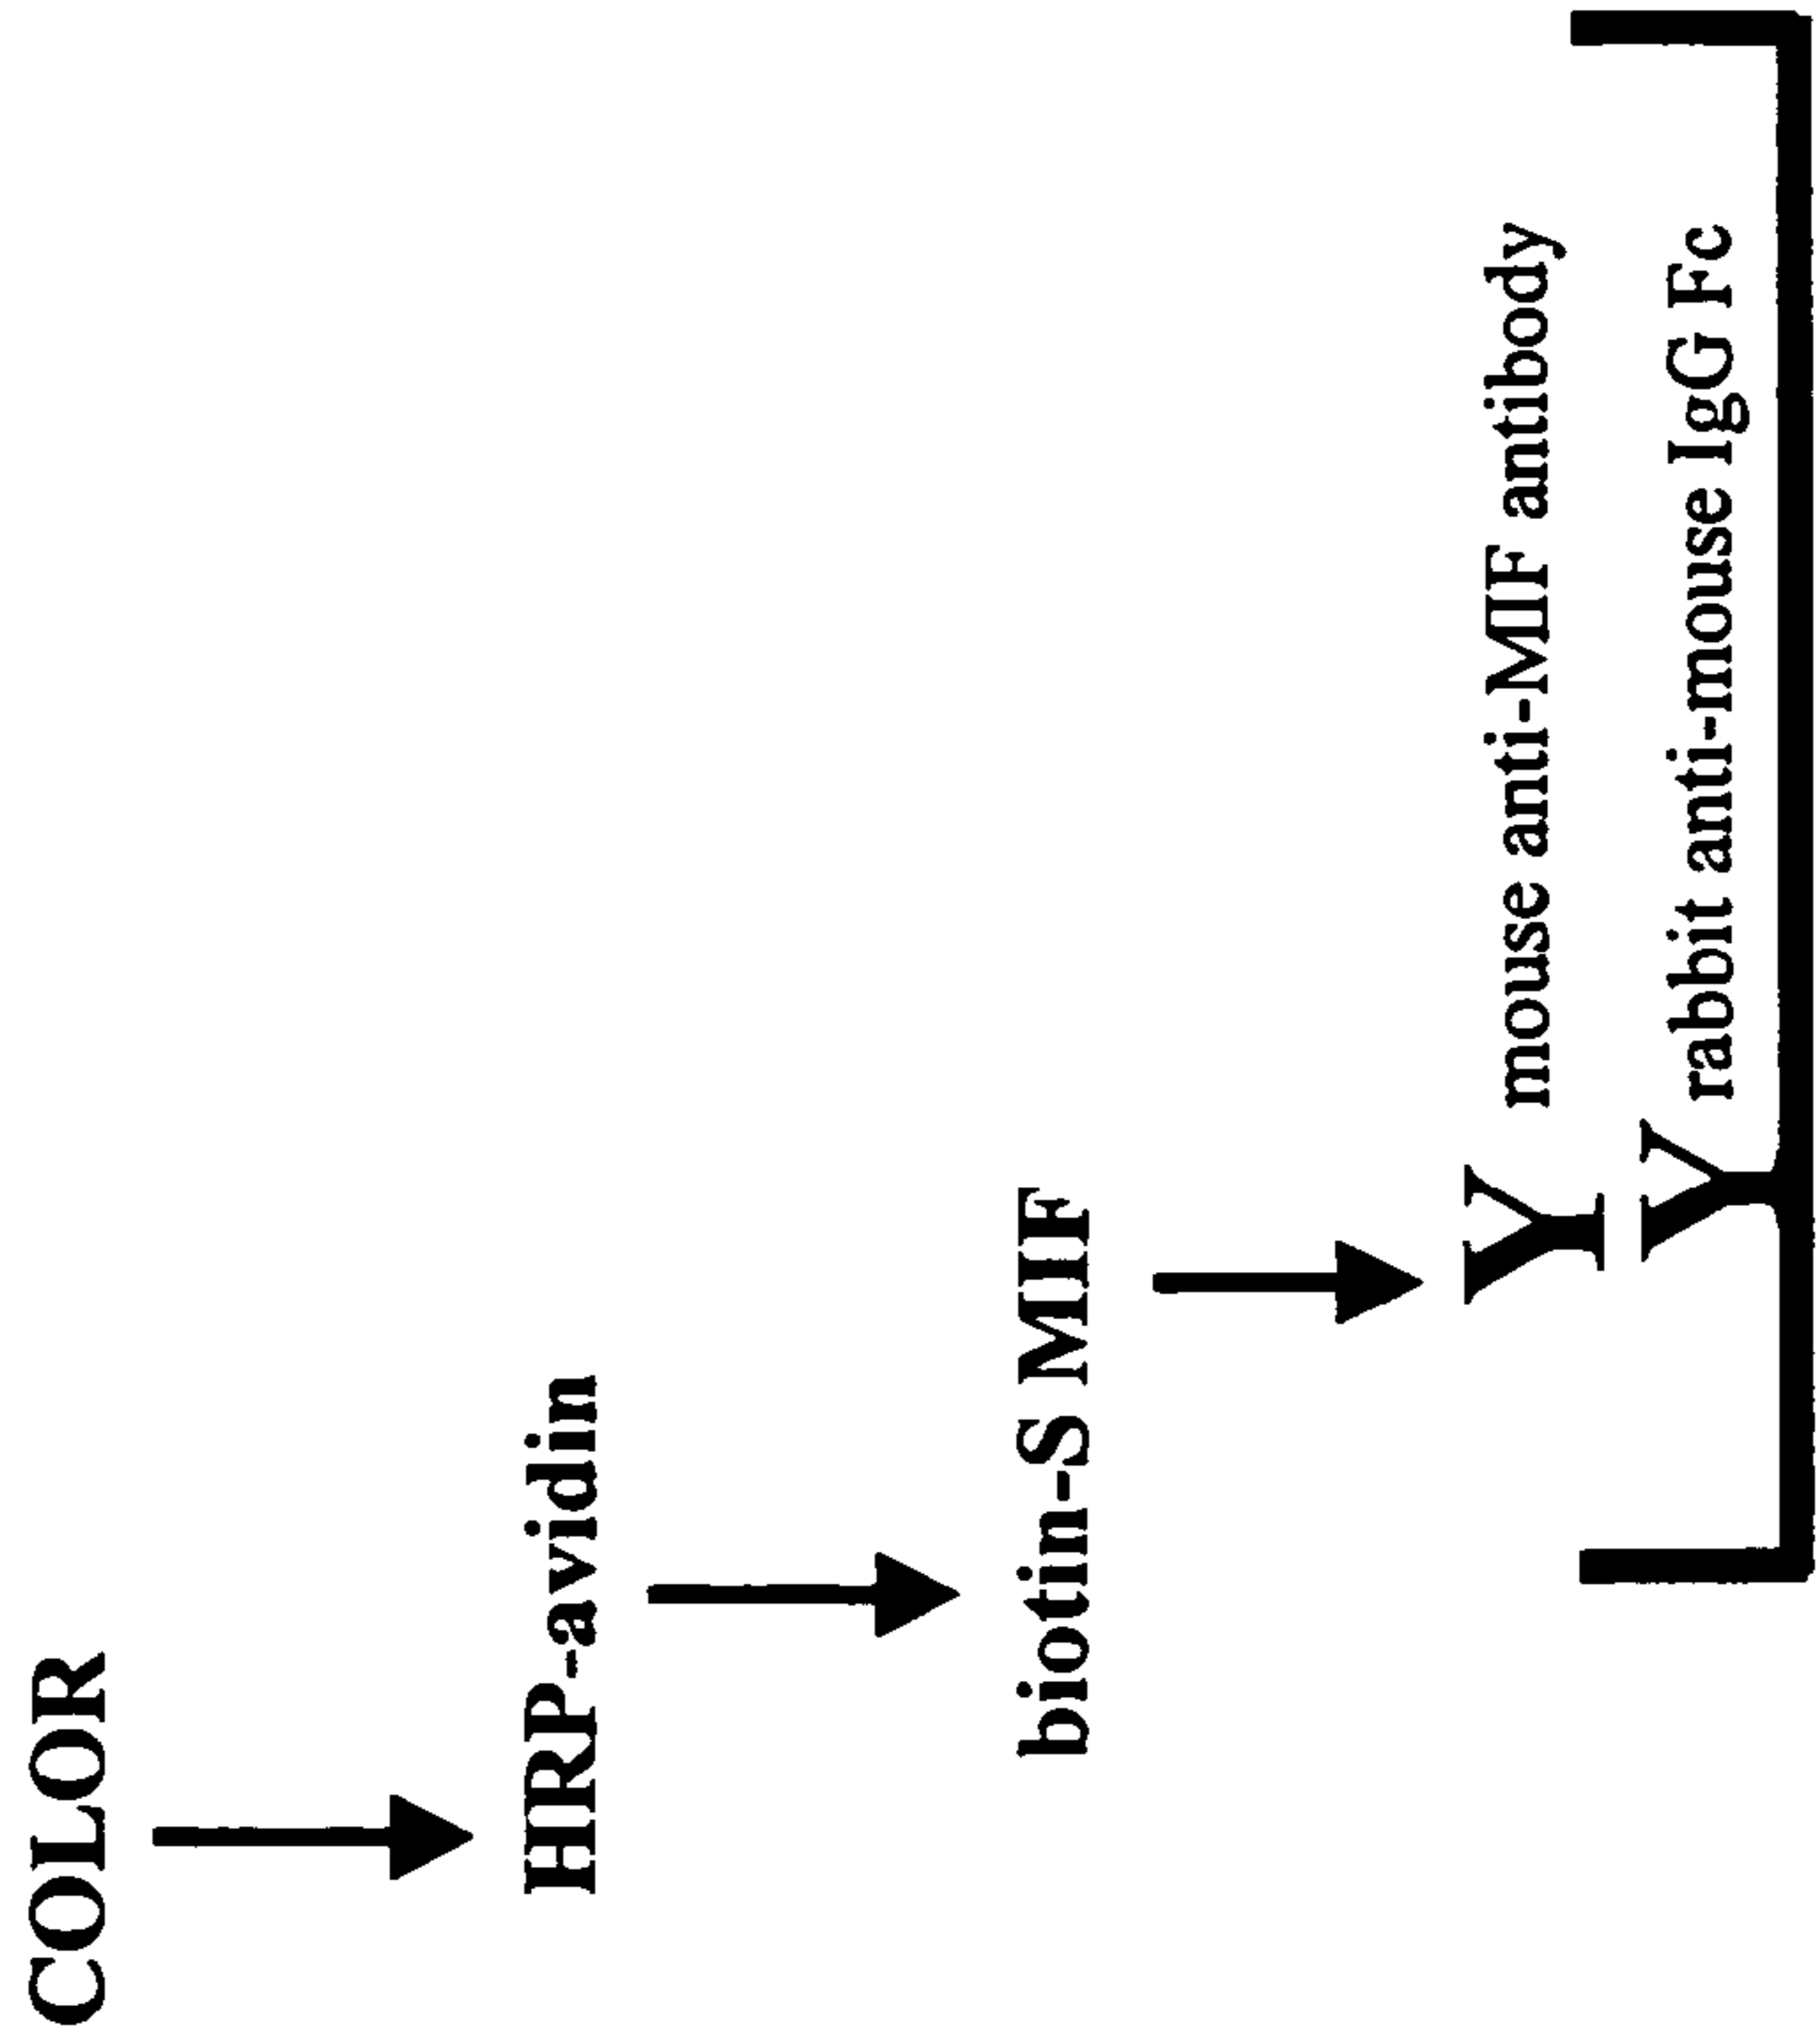 COLOR
HRP-avidin
biotin-S MIF
Y mouse anti-MIF antibody
Y rabbit anti-mouse IgG Fc